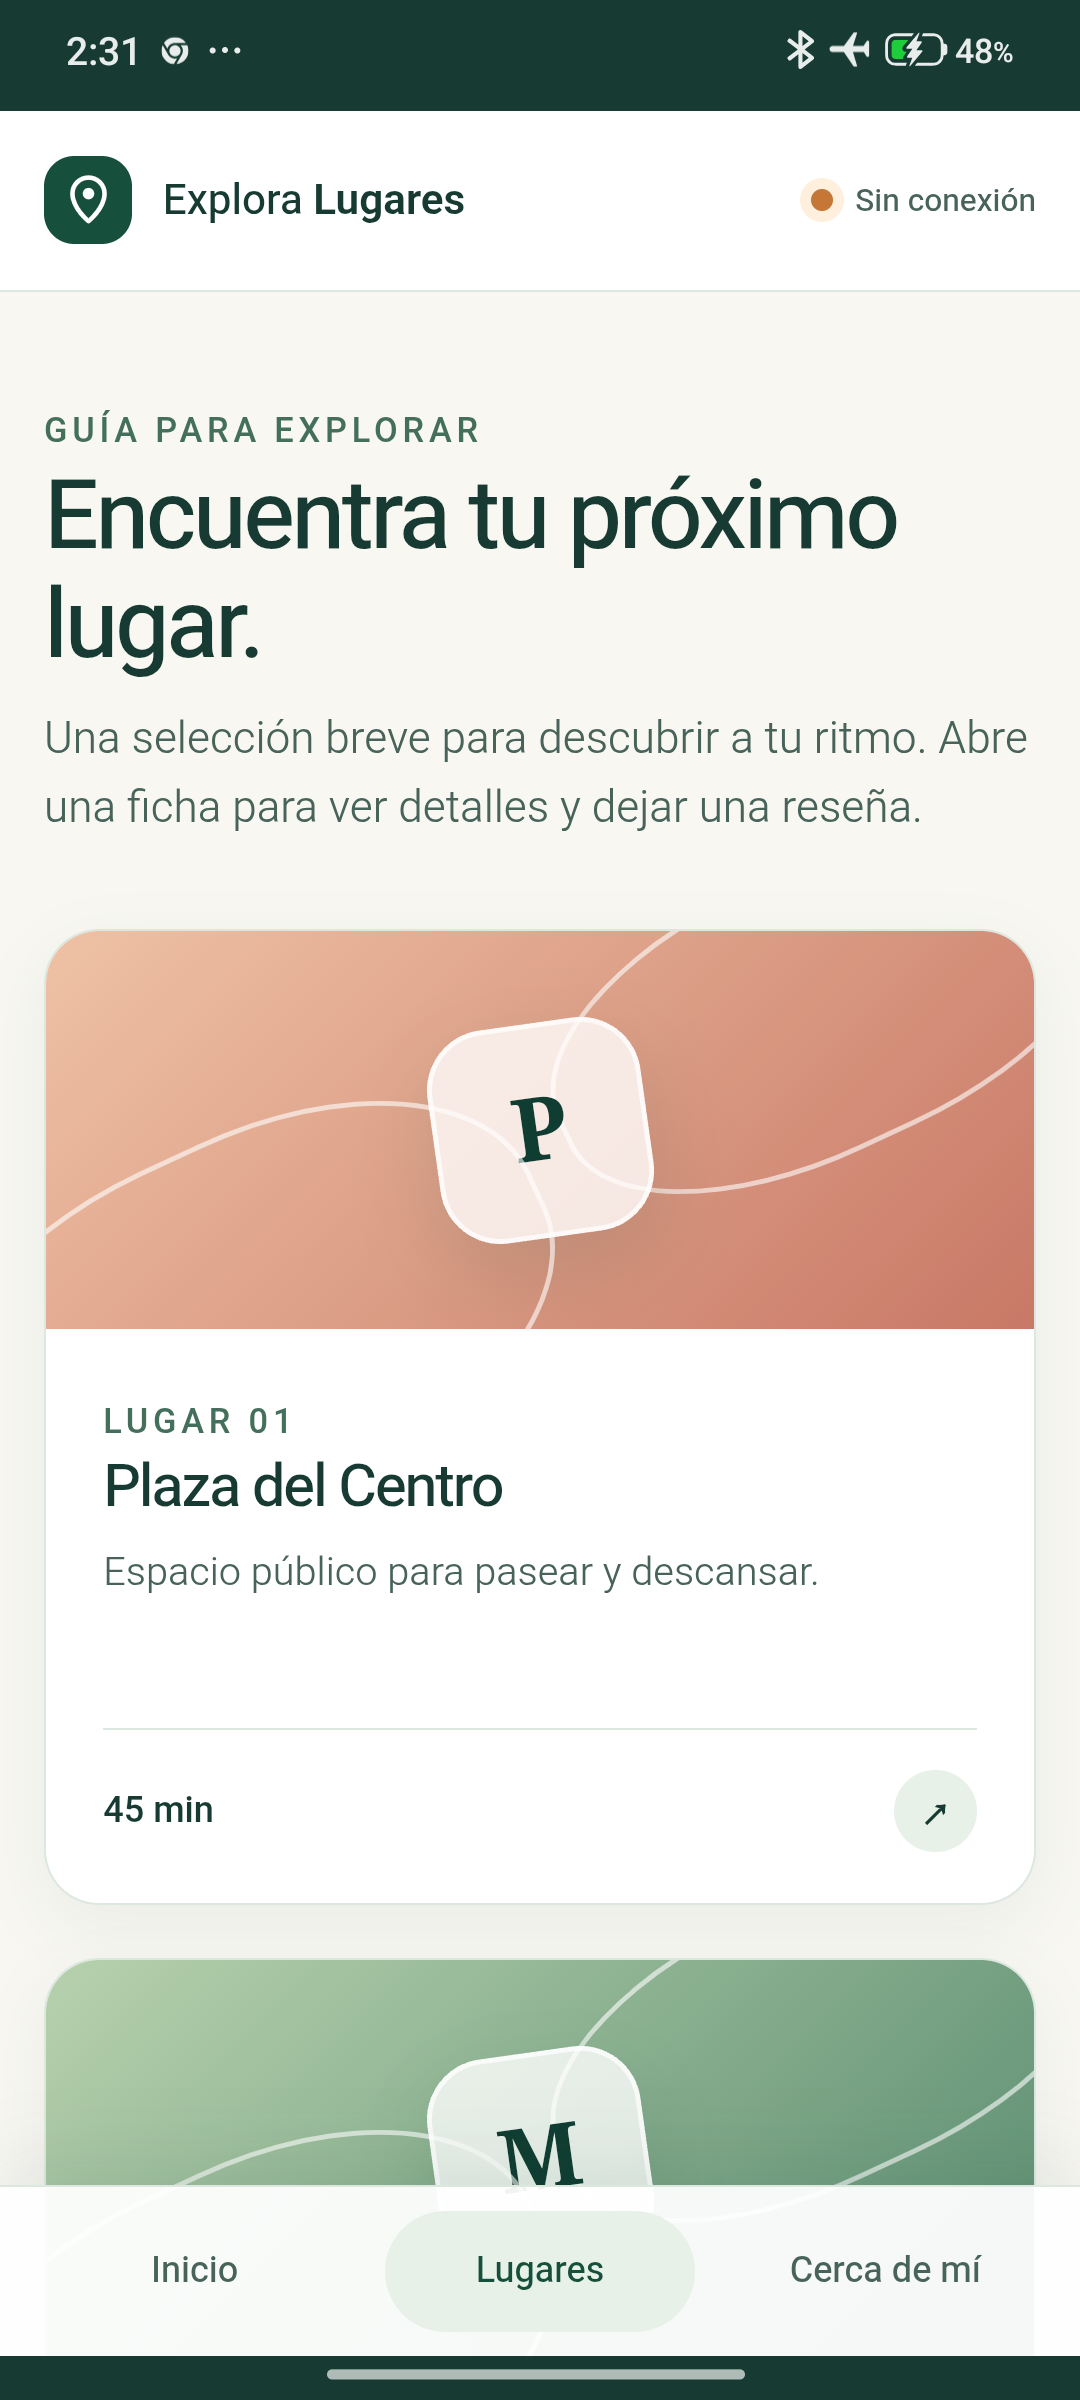 2:31 48%
Explora Lugares
Sin conexión
GUÍA PARA EXPLORAR
Encuentra tu próximo
lugar.
Una selección breve para descubrir a tu ritmo. Abre
una ficha para ver detalles y dejar una reseña.
P
LUGAR 01
Plaza del Centro
Espacio público para pasear y descansar.
45 min
M
Inicio Lugares Cerca de mí